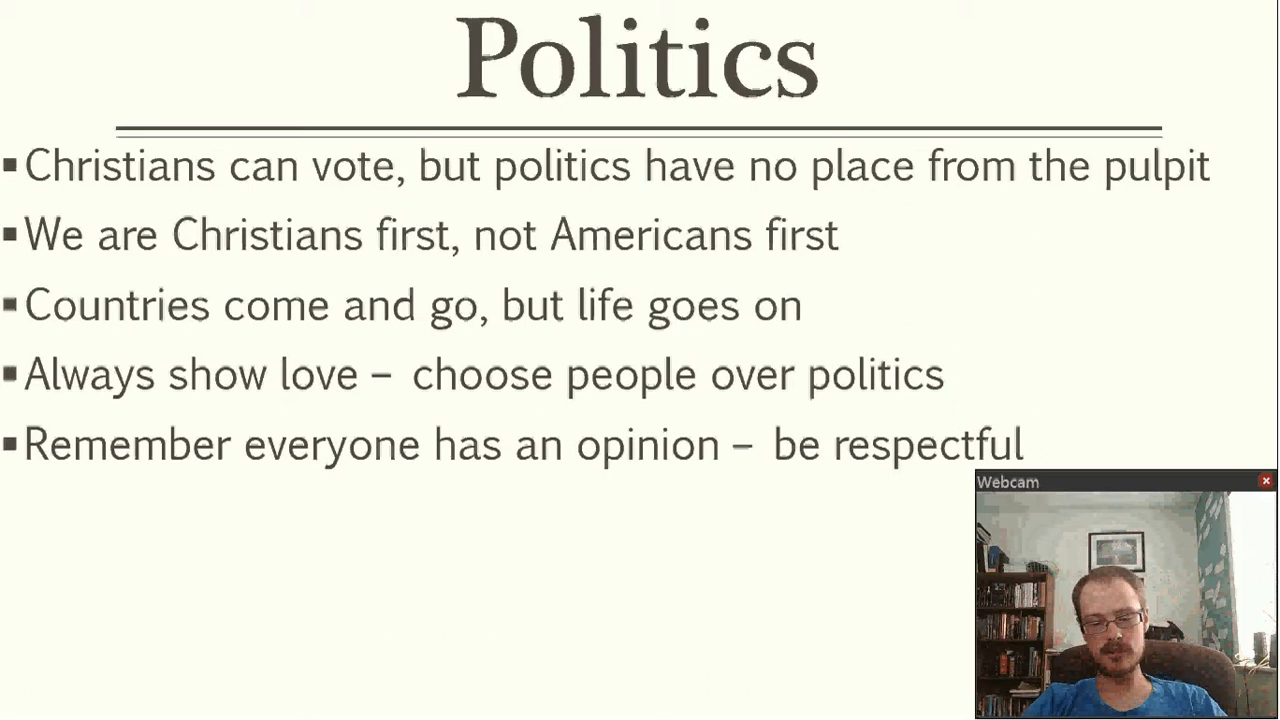 Politics
▪Christians can vote, but politics have no place from the pulpit
▪We are Christians first, not Americans first
▪Countries come and go, but life goes on
▪Always show love – choose people over politics
▪Remember everyone has an opinion – be respectful
Webcam